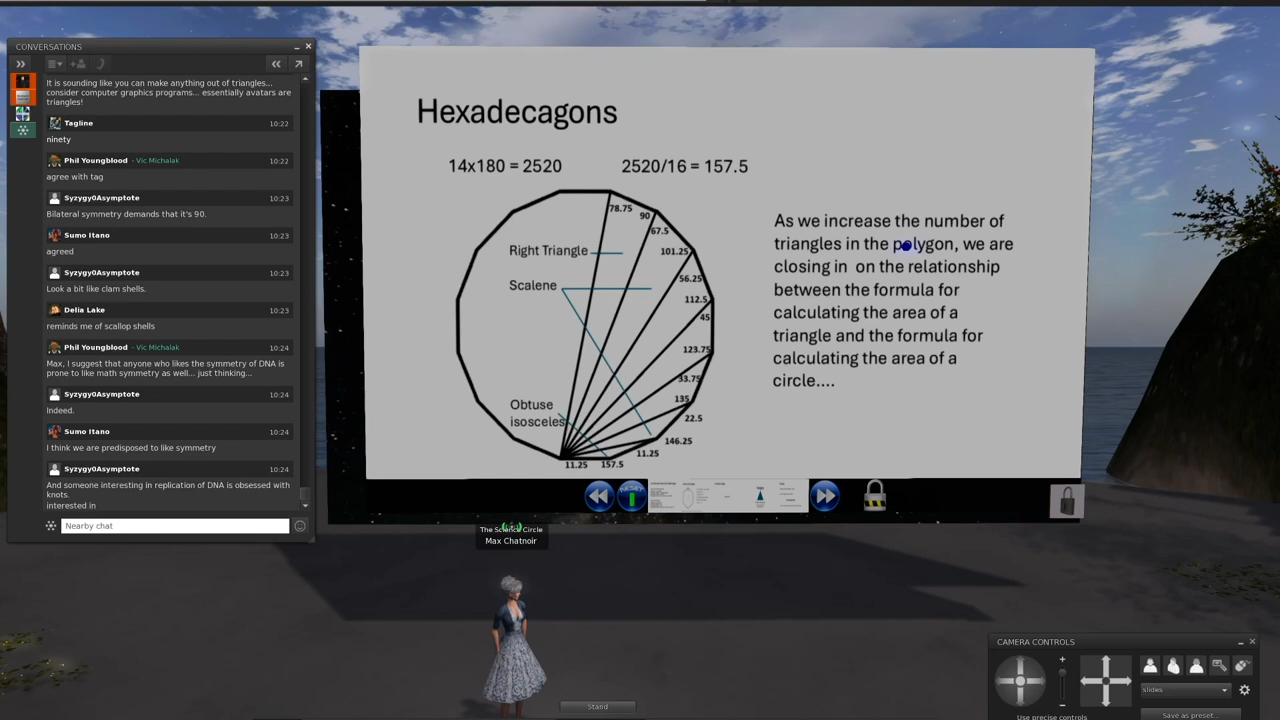 CONVERSATIONS
It is sounding like you can make anything out of triangles...
consider computer graphics programs... essentially avatars are
triangles!
Tagline 10:22
ninety
Phil Youngblood - Vic Michalak 10:22
agree with tag
Syzygy0Asymptote 10:23
Bilateral symmetry demands that it's 90.
Sumo Itano 10:23
agreed
Syzygy0Asymptote 10:23
Look a bit like clam shells.
Delia Lake 10:23
reminds me of scallop shells
Phil Youngblood - Vic Michalak 10:24
Max, I suggest that anyone who likes the symmetry of DNA is
prone to like math symmetry as well... just thinking...
Syzygy0Asymptote 10:24
Indeed.
Sumo Itano 10:24
I think we are predisposed to like symmetry
Syzygy0Asymptote 10:24
And someone interesting in replication of DNA is obsessed with
knots.
interested in
Nearby chat
Hexadecagons
14x180 = 2520 2520/16 = 157.5
78.75
90
67.5
Right Triangle
101.25
56.25
Scalene
112.5
45
123.75
33.75
135
Obtuse
isosceles
22.5
146.25
11.25
11.25 157.5
As we increase the number of
triangles in the polygon, we are
closing in on the relationship
between the formula for
calculating the area of a
triangle and the formula for
calculating the area of a
circle....
The Science Circle
Max Chatnoir
Stand
CAMERA CONTROLS
slides
Use precise controls
Save as preset...